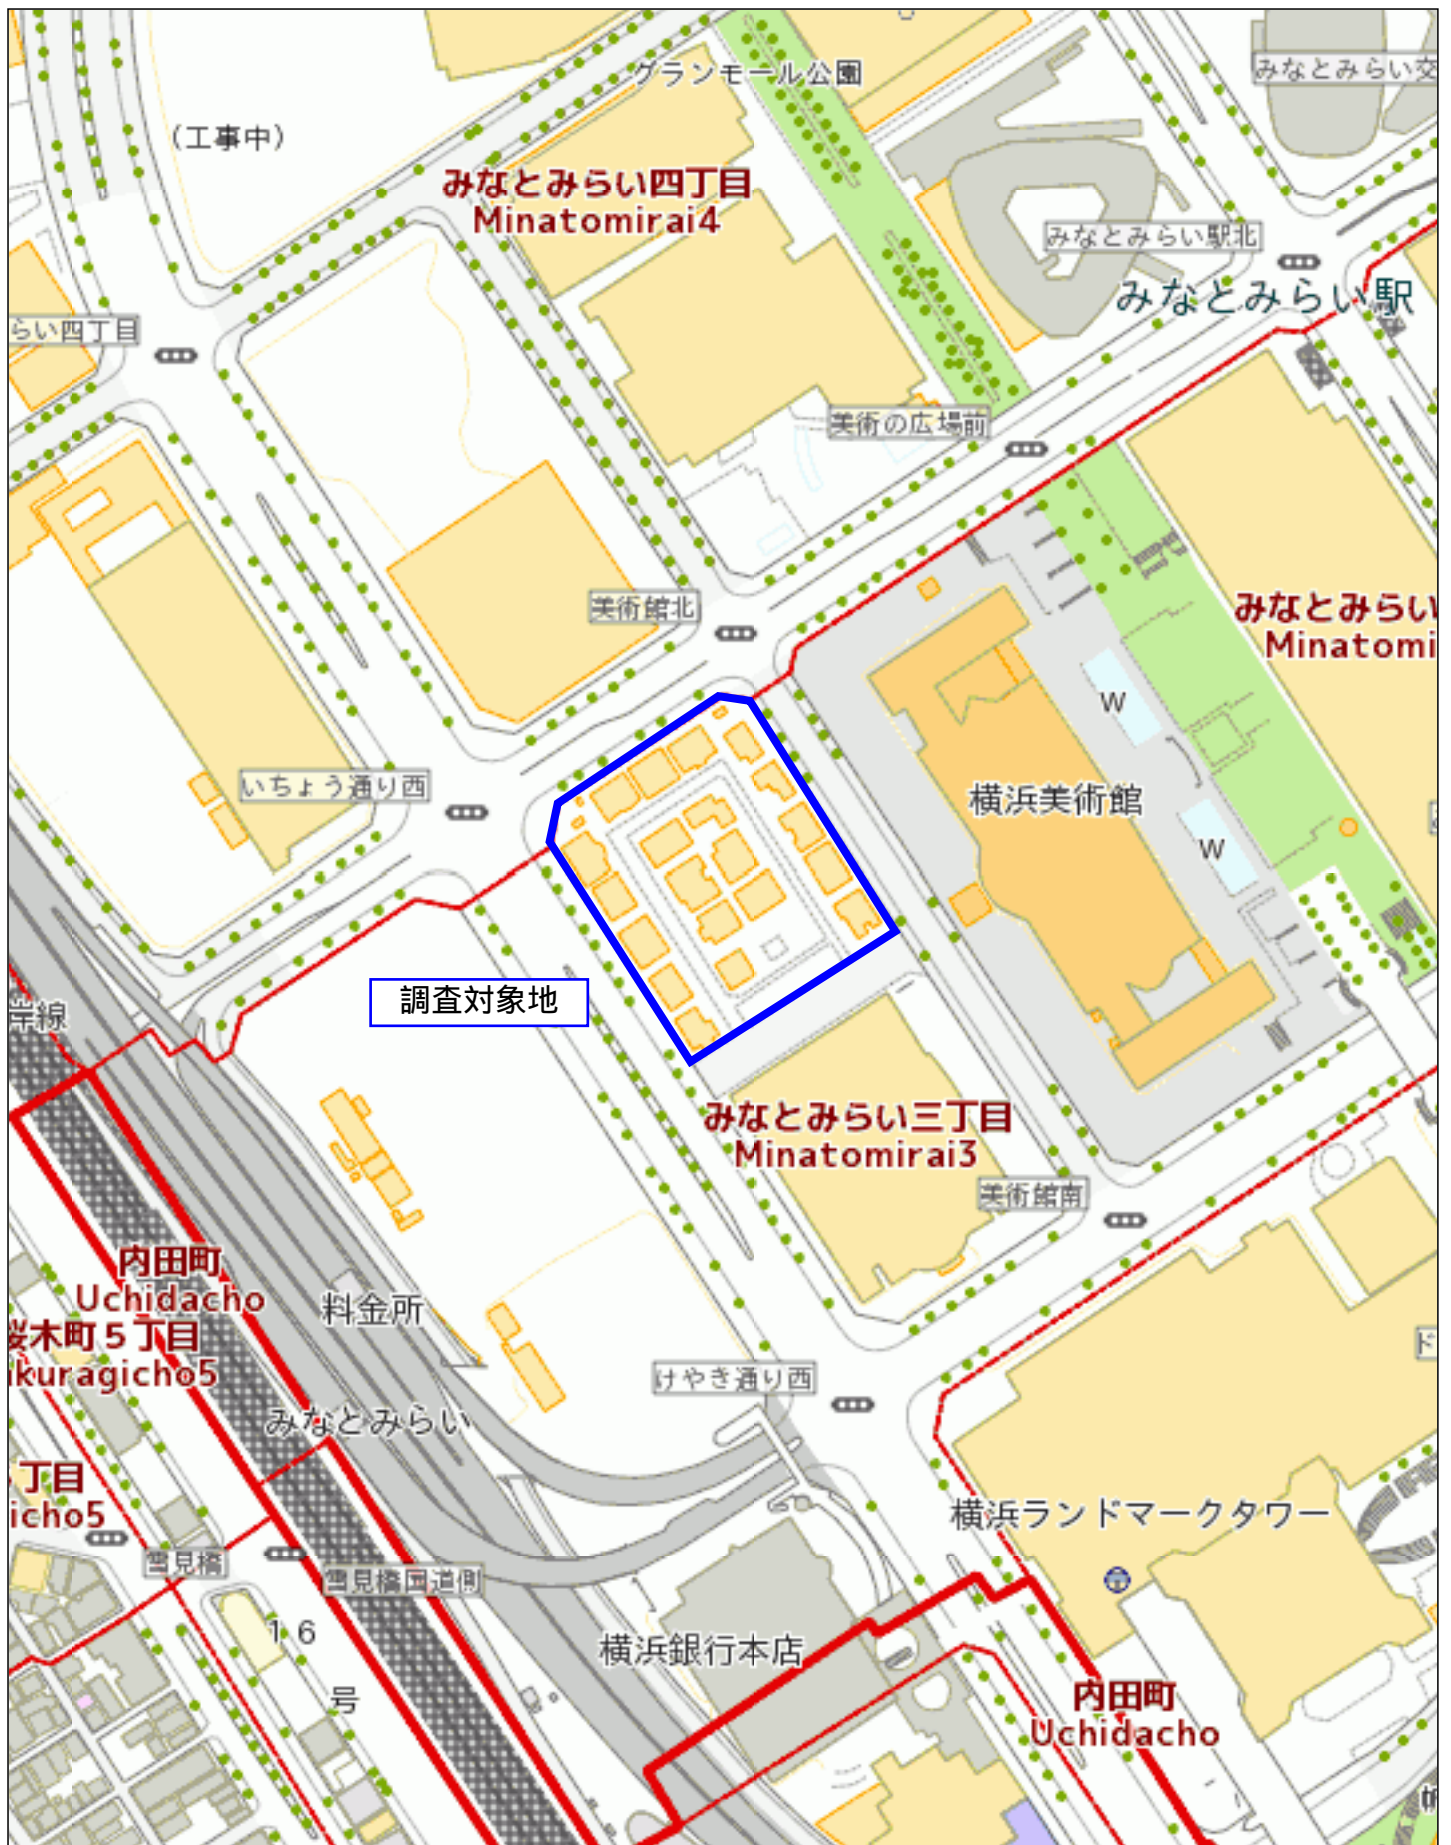 グランモール公園
みなとみらい交
（工事中）
みなとみらい四丁目
Minatomirai4
みなとみらい駅北
みなとみらい駅
らい四丁目
美術の広場前
美術館北
みなとみらい
Minatomi
W
いちょう通り西
横浜美術館
W
調査対象地
岸線
みなとみらい三丁目
Minatomirai3
美術館南
内田町
Uchidacho
料金所
桜木町５丁目
kuragicho5
ド
けやき通り西
みなとみらい
丁目
icho5
横浜ランドマークタワー
雪見橋
雪見橋国道側
16
号
横浜銀行本店
内田町
Uchidacho